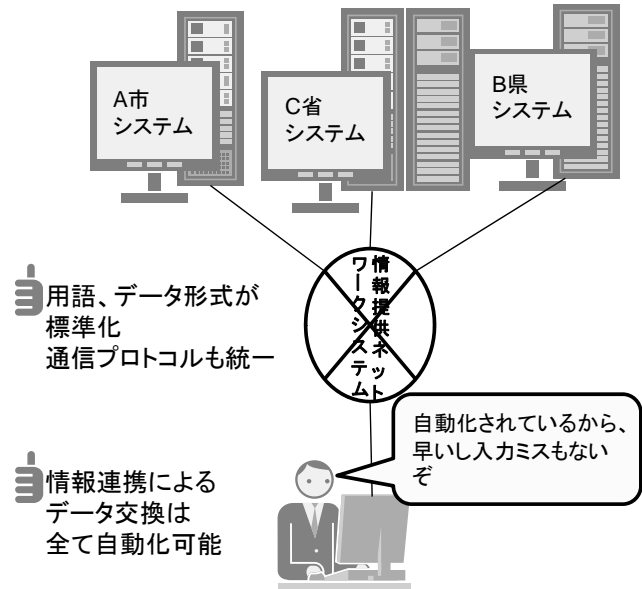 A市
システム
C省
システム
B県
システム
情報提供ネット
ワークシステム
用語、データ形式が
標準化
通信プロトコルも統一
自動化されているから、
早いし入力ミスもない
ぞ
情報連携による
データ交換は
全て自動化可能